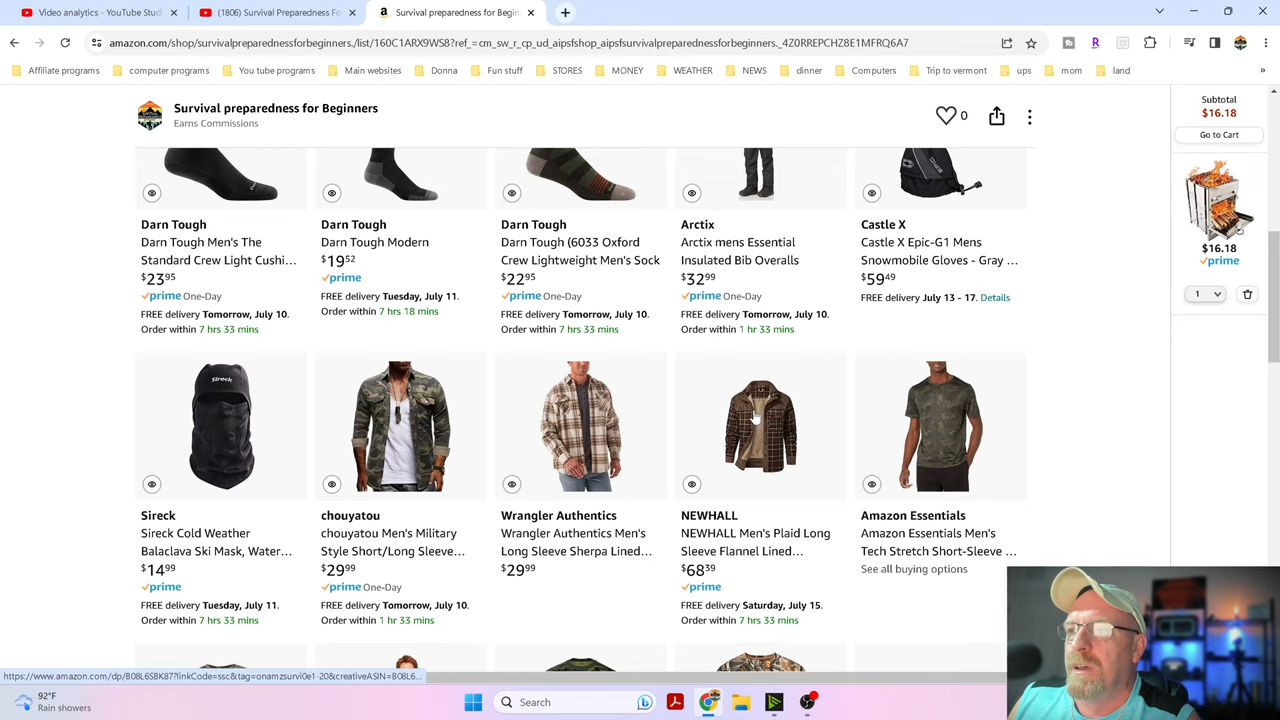 Video analytics - YouTube Stud
(1806) Survival Preparedness Fo
Survival preparedness for Begin
amazon.com/shop/survivalpreparednessforbeginners./list/160C1ARX9WS8?ref_=cm_sw_r_cp_ud_aipsfshop_aipsfsurvivalpreparednessforbeginners._4Z0RREPCHZ8E1MFRQ6A7
Affiliate programs
computer programs
You tube programs
Main websites
Donna
Fun stuff
STORES
MONEY
WEATHER
NEWS
dinner
Computers
Trip to vermont
ups
mom
land
»
Survival preparedness for Beginners
Earns Commissions
0
Subtotal
$16.18
Go to Cart
$16.18
prime
1
Darn Tough
Darn Tough Men's The
Standard Crew Light Cushi...
$23.95
prime One-Day
FREE delivery Tomorrow, July 10.
Order within 7 hrs 33 mins
Darn Tough
Darn Tough Modern
$19.52
prime
FREE delivery Tuesday, July 11.
Order within 7 hrs 18 mins
Darn Tough
Darn Tough (6033 Oxford
Crew Lightweight Men's Sock
$22.95
prime One-Day
FREE delivery Tomorrow, July 10.
Order within 7 hrs 33 mins
Arctix
Arctix mens Essential
Insulated Bib Overalls
$32.99
prime One-Day
FREE delivery Tomorrow, July 10.
Order within 1 hr 33 mins
Castle X
Castle X Epic-G1 Mens
Snowmobile Gloves - Gray ...
$59.49
FREE delivery July 13 - 17. Details
Sireck
Sireck
Sireck Cold Weather
Balaclava Ski Mask, Water...
$14.99
prime
FREE delivery Tuesday, July 11.
Order within 7 hrs 33 mins
chouyatou
chouyatou Men's Military
Style Short/Long Sleeve...
$29.99
prime One-Day
FREE delivery Tomorrow, July 10.
Order within 1 hr 33 mins
Wrangler Authentics
Wrangler Authentics Men's
Long Sleeve Sherpa Lined...
$29.99
NEWHALL
NEWHALL Men's Plaid Long
Sleeve Flannel Lined...
$68.39
prime
FREE delivery Saturday, July 15.
Order within 7 hrs 33 mins
Amazon Essentials
Amazon Essentials Men's
Tech Stretch Short-Sleeve ...
See all buying options
https://www.amazon.com/dp/B08L6SBK87?linkCode=ssc&tag=onamzsurvi0e1-20&creativeASIN=B08L6...
92°F
Rain showers
Search